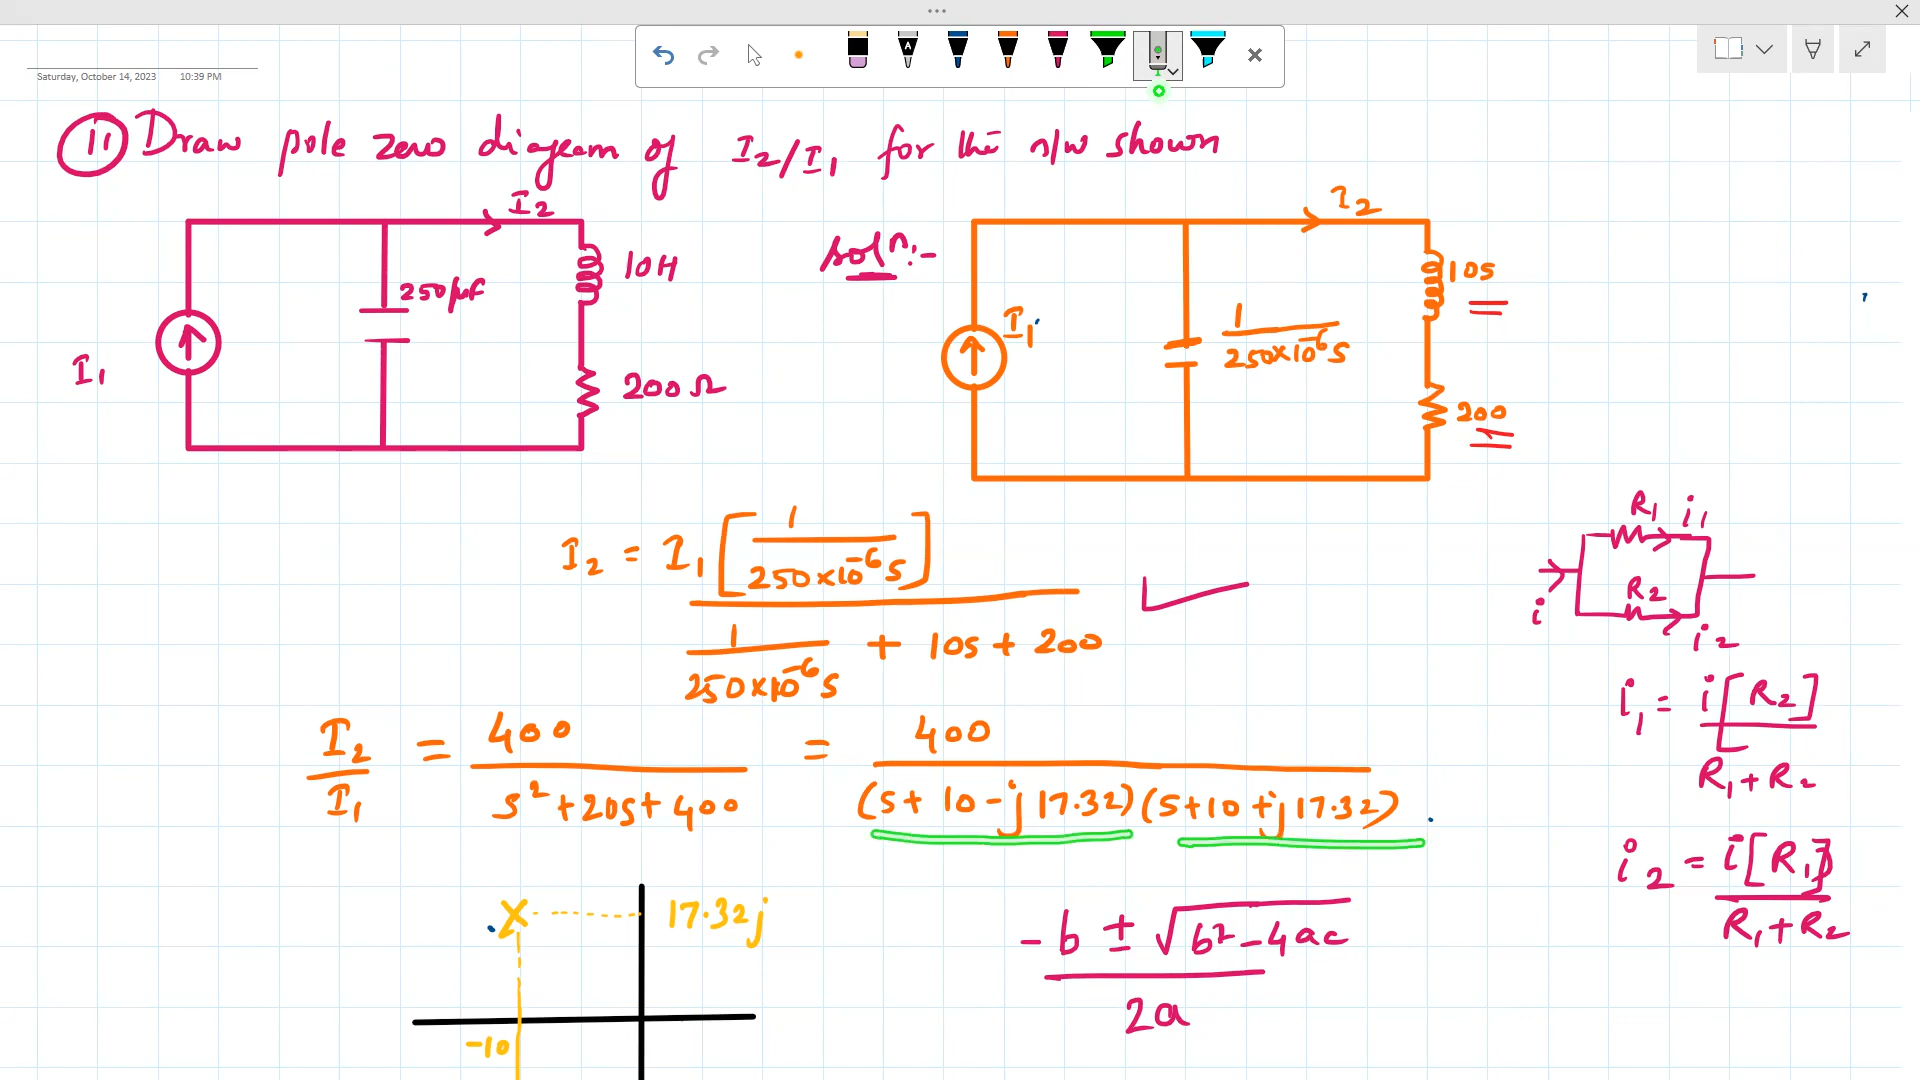 Saturday, October 14, 2023 10:39 PM
11 Draw pole zero diagram of I2/I1 for the n/w shown
I2
10H
250μF
200Ω
I1
Soln:-
I2
10s
I1
1
250×10^-6 s
200
I2 = I1 [1 / 250×10^-6 s]
1 / 250×10^-6 s + 10s + 200
I2/I1 = 400 / s²+20s+400 = 400 / (s+10-j17.32)(s+10+j17.32)
R1 i1
R2
i
i2
i1 = i[R2] / R1+R2
i2 = i[R1] / R1+R2
17.32j
-10
-b ± √b²-4ac
2a